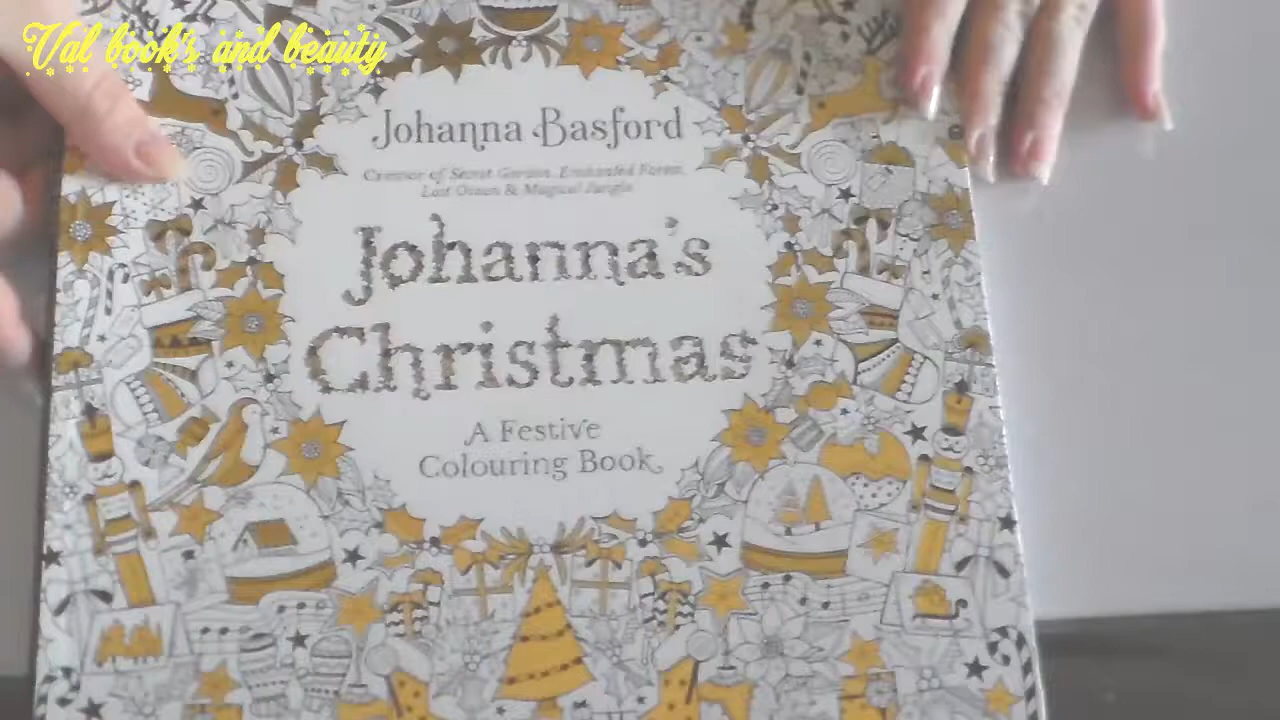 Val book's and beauty
Johanna Basford
Creator of Secret Garden, Enchanted Forest,
Lost Ocean & Magical Jungle
Johanna's
Christmas
A Festive
Colouring Book